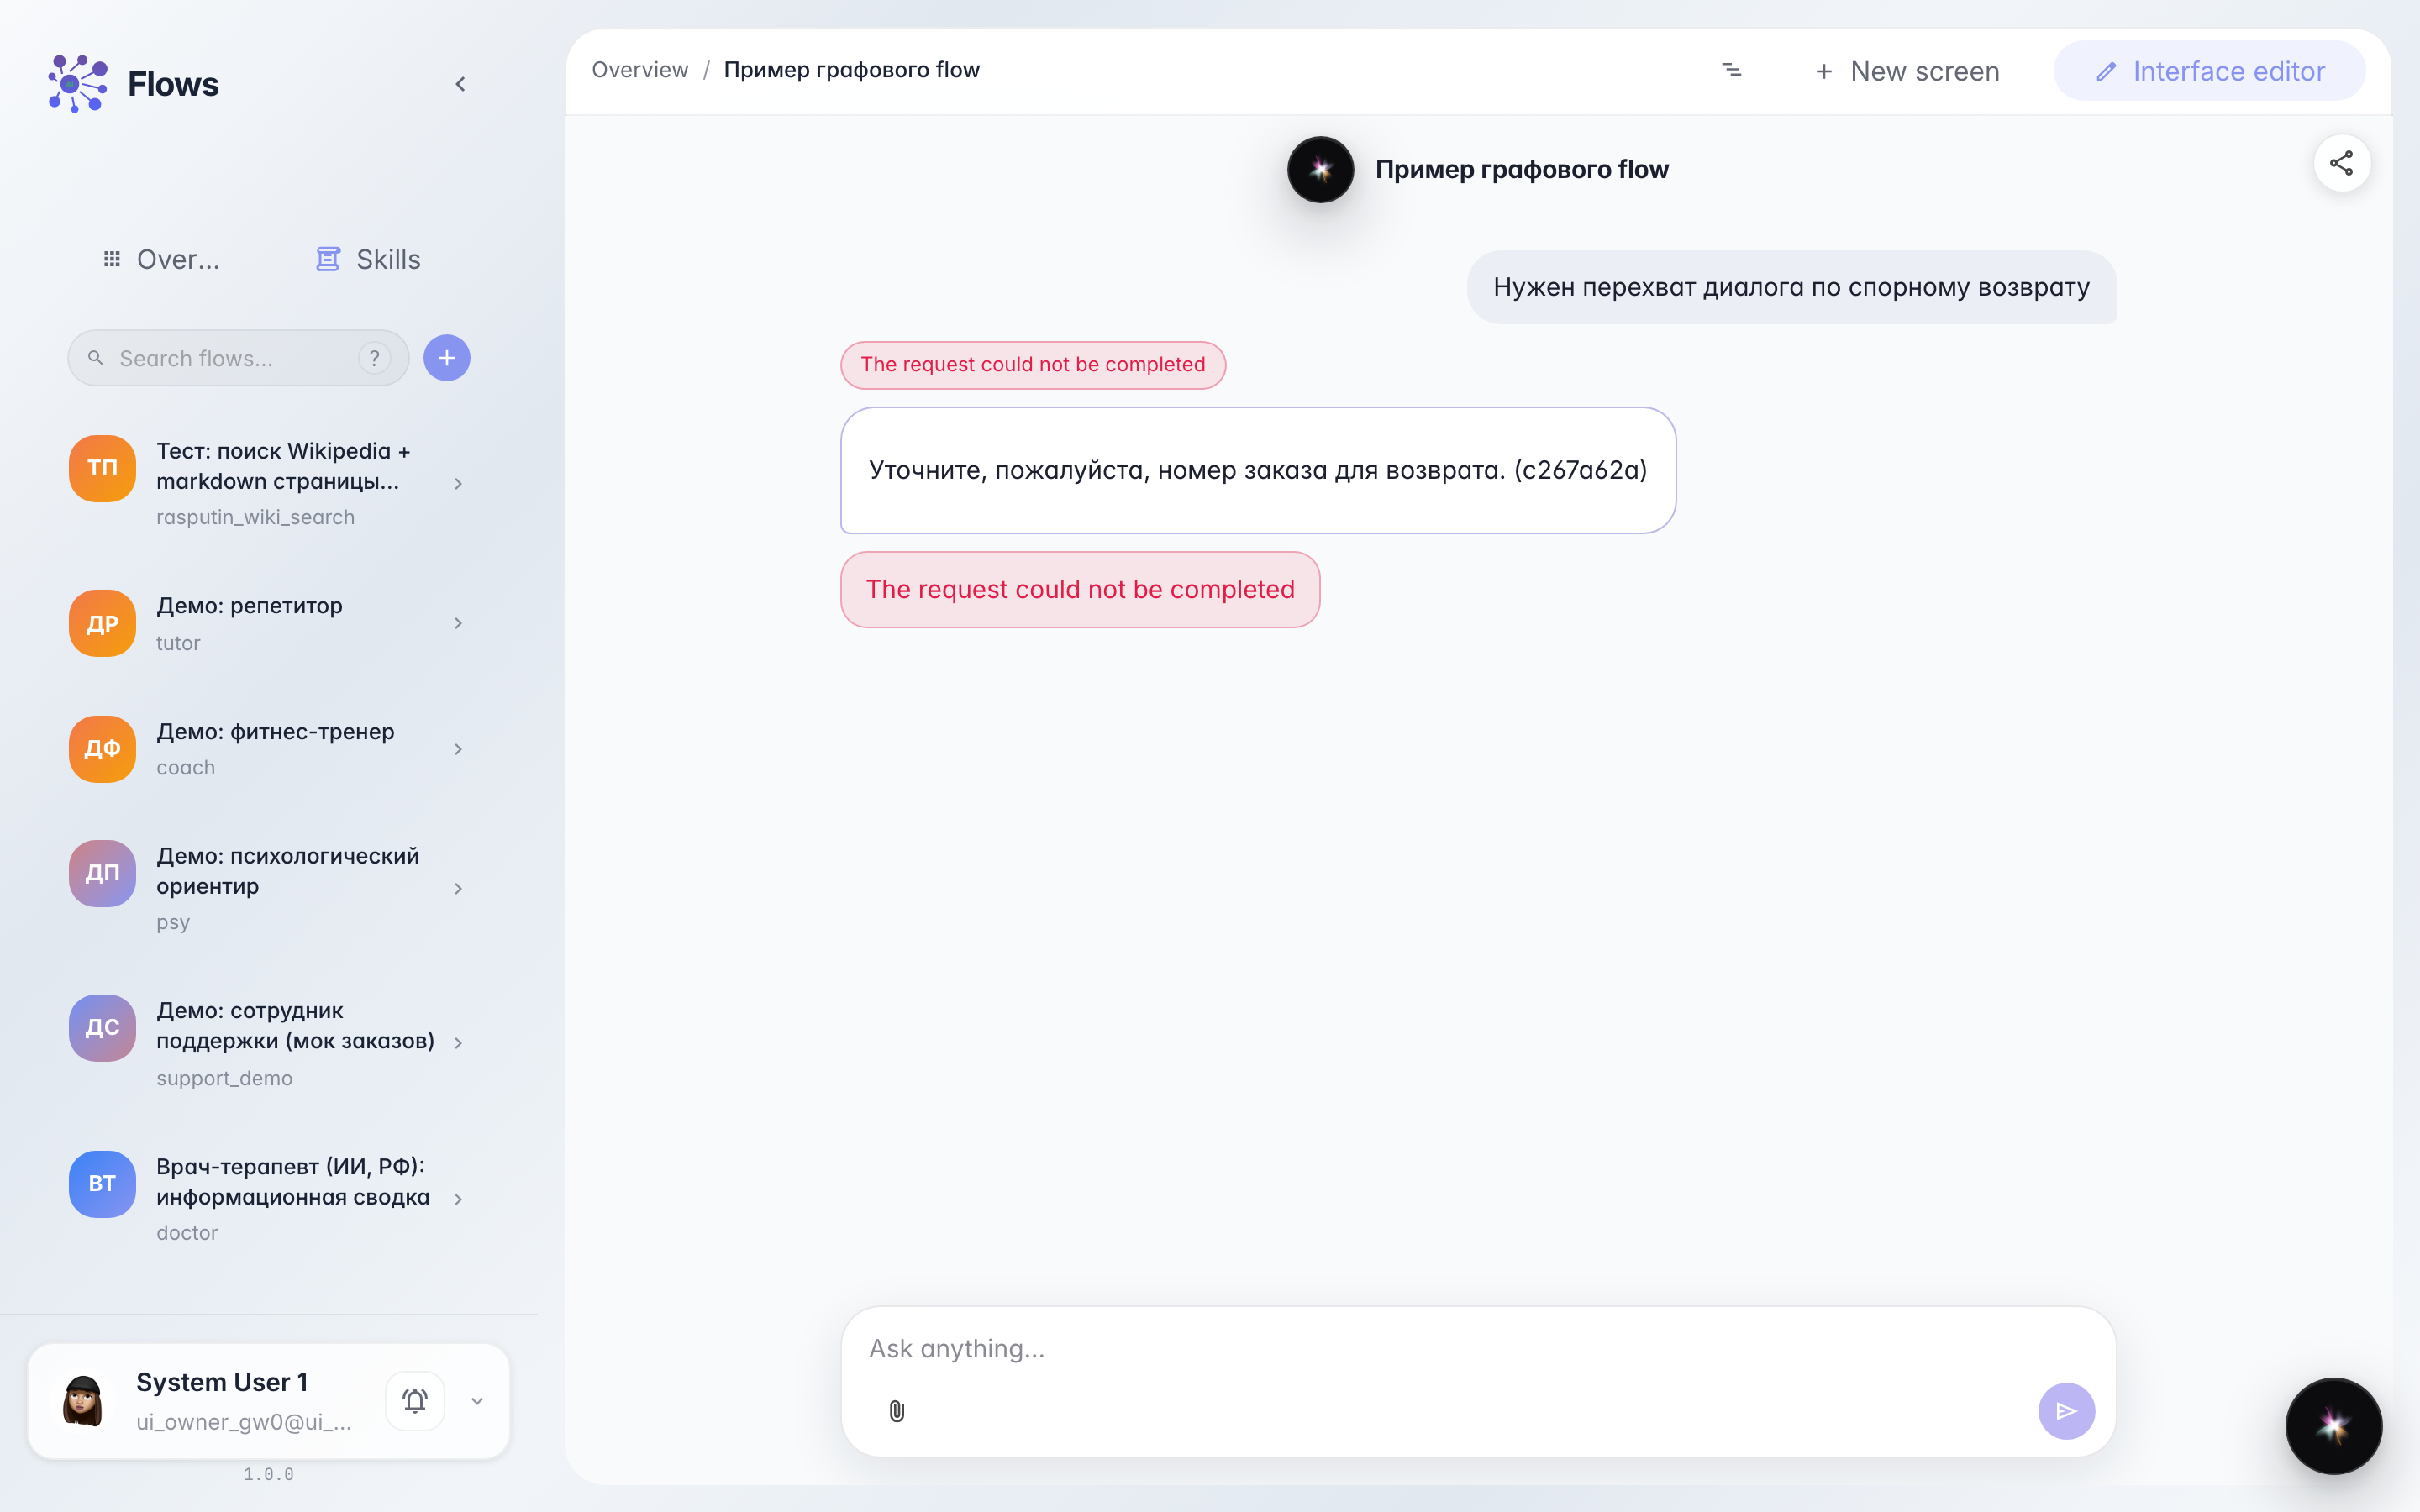 Flows
Over...
Skills
Search flows...
?
ТП
Тест: поиск Wikipedia +
markdown страницы...
rasputin_wiki_search
ДР
Демо: репетитор
tutor
ДФ
Демо: фитнес-тренер
coach
ДП
Демо: психологический
ориентир
psy
ДС
Демо: сотрудник
поддержки (мок заказов)
support_demo
ВТ
Врач-терапевт (ИИ, РФ):
информационная сводка
doctor
System User 1
ui_owner_gw0@ui_...
1.0.0
Overview / Пример графового flow
New screen
Interface editor
Пример графового flow
Нужен перехват диалога по спорному возврату
The request could not be completed
Уточните, пожалуйста, номер заказа для возврата. (c267a62a)
The request could not be completed
Ask anything...